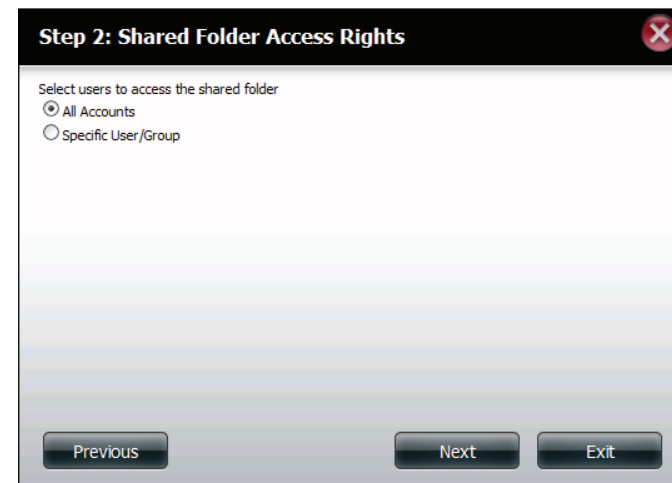 Step 2: Shared Folder Access Rights
Select users to access the shared folder
All Accounts
Specific User/Group
Previous Next Exit